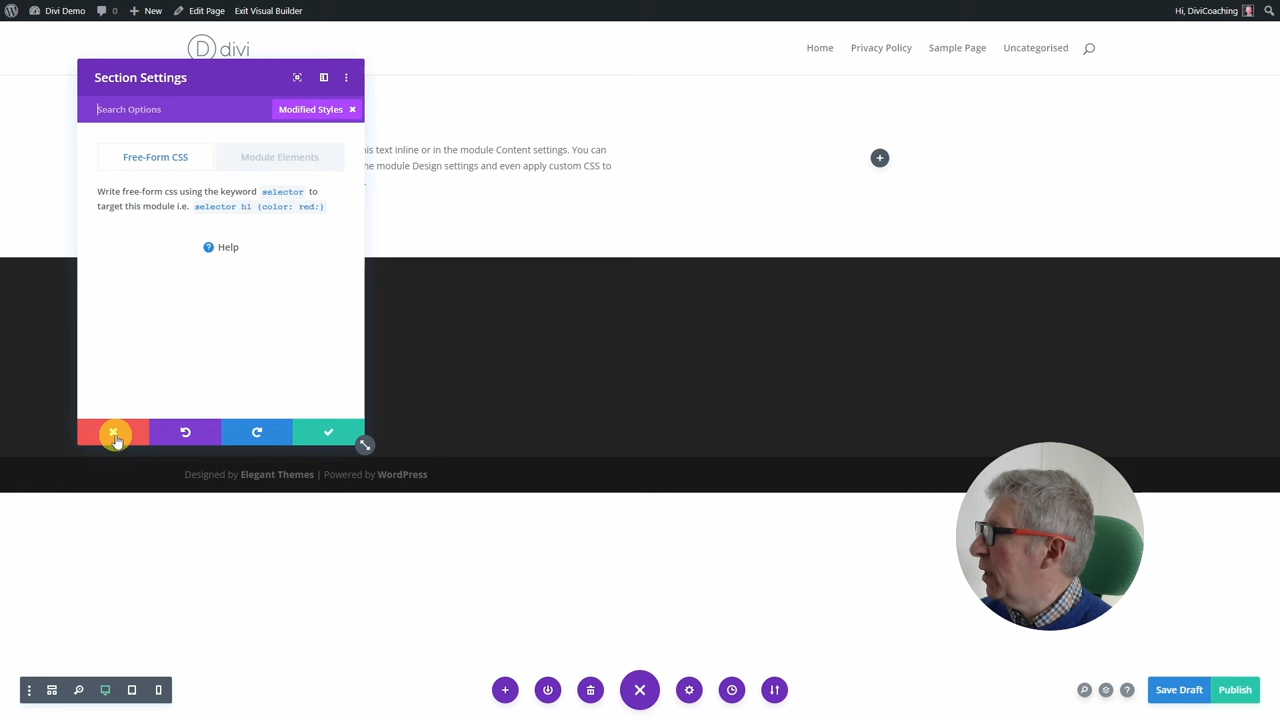 Divi Demo 0 New Edit Page Exit Visual Builder Hi, DiviCoaching
D divi
Home Privacy Policy Sample Page Uncategorised
Section Settings
Search Options Modified Styles
Free-Form CSS Module Elements
his text inline or in the module Content settings. You can
he module Design settings and even apply custom CSS to
.
Write free-form css using the keyword selector to
target this module i.e. selector h1 {color: red;}
Help
Designed by Elegant Themes | Powered by WordPress
Save Draft Publish